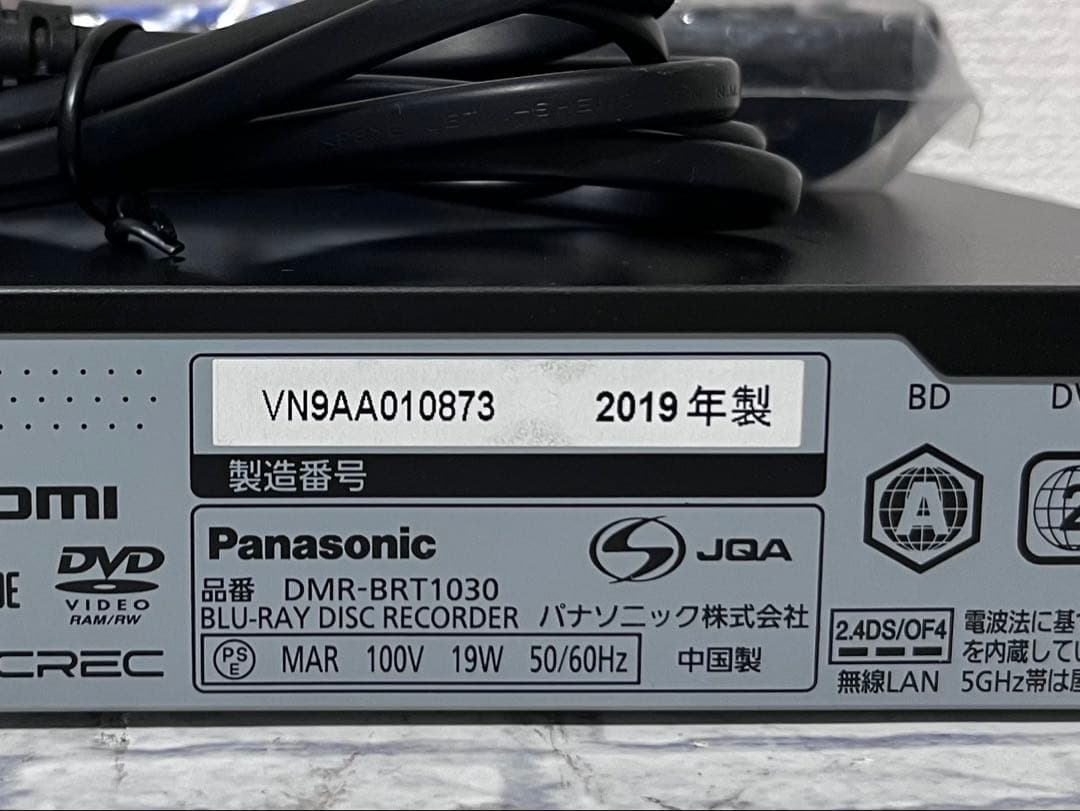 VN9AA010873 2019年製
製造番号
BD
A
2
DVD
VIDEO
RAM/RW
Panasonic
JQA
品番 DMR-BRT1030
BLU-RAY DISC RECORDER パナソニック株式会社
PS
E
MAR 100V 19W 50/60Hz
中国製
2.4DS/OF4
無線LAN
電波法に基
を内蔵してい
5GHz帯は屋